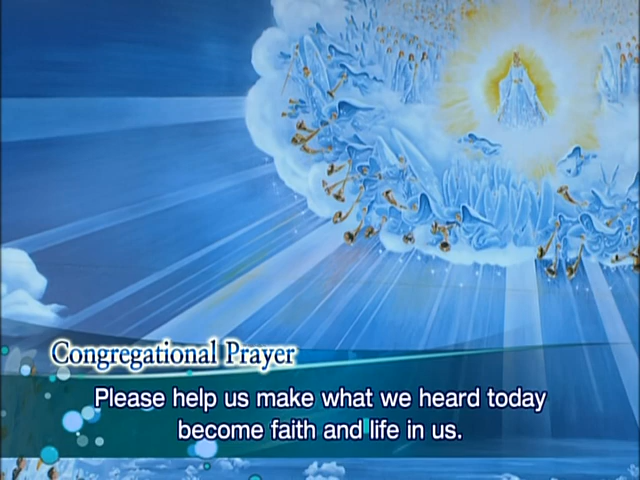 Congregational Prayer
Please help us make what we heard today
become faith and life in us.